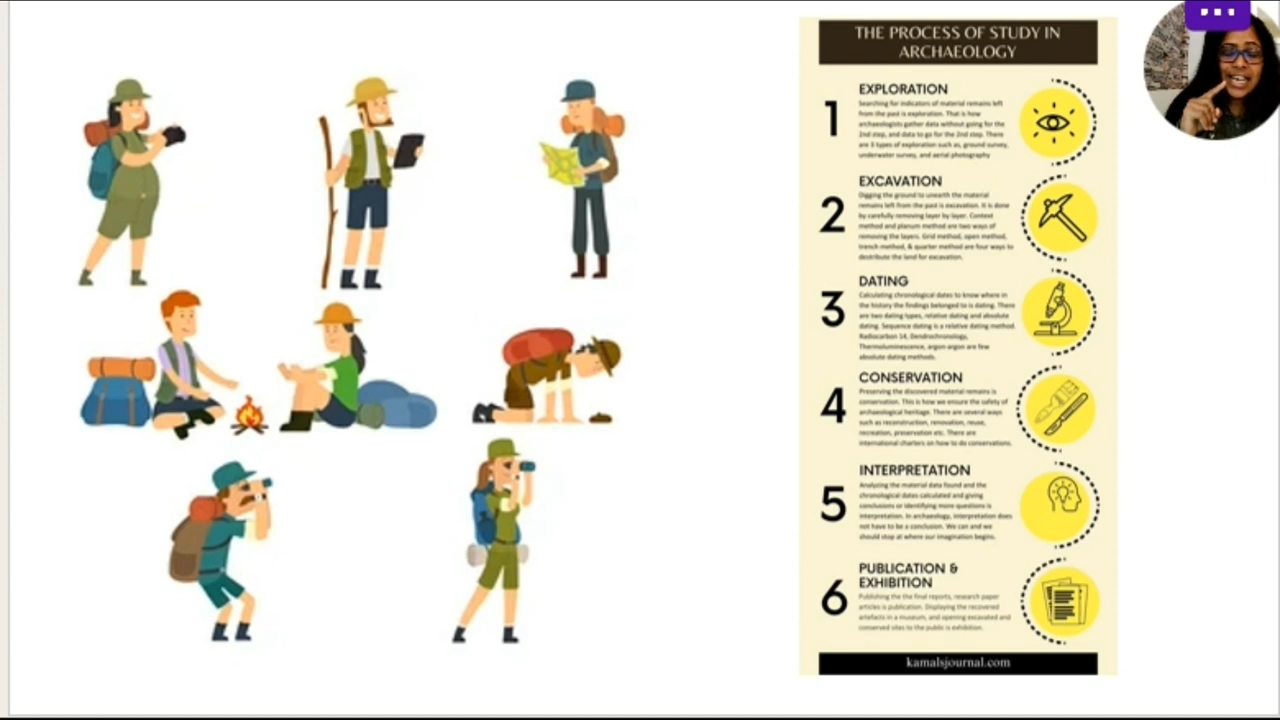 THE PROCESS OF STUDY IN
ARCHAEOLOGY
1
EXPLORATION
Searching for indicators of material remains left
from the past is exploration. That is how
archaeologists gather data without going for the
2nd step, and data to go for the 2nd step. There
are 3 types of exploration such as, ground survey,
underwater survey, and aerial photography
2
EXCAVATION
Digging the ground to unearth the material
remains left from the past is excavation. It is done
by carefully removing layer by layer. Context
method and planum method are two ways of
removing the layers. Grid method, open method,
trench method, & quarter method are four ways to
destribute the land for excavation.
3
DATING
Calculating chronological dates to know where in
the history the findings belonged to is dating. There
are two dating types, relative dating and absolute
dating. Sequence dating is a relative dating method.
Radiocarbon 14, Dendrochronology,
Thermoluminescence, argon-argon are few
absolute dating methods.
4
CONSERVATION
Preserving the discovered material remains is
conservation. This is how we ensure the safety of
archaeological heritage. There are several ways
such as reconstruction, renovation, reuse,
recreation, preservation etc. There are
international charters on how to do conservations.
5
INTERPRETATION
Analyzing the material data found and the
chronological dates calculated and giving
conclusions or identifying more questions is
interpretation. In archaeology, interpretation does
not have to be a conclusion. We can and we
should stop at where our imagination begins.
6
PUBLICATION &
EXHIBITION
Publishing the the final reports, research paper
articles is publication. Displaying the recovered
artefacts in a museum, and opening excavated and
conserved sites to the public is exhibition.
kamalsjournal.com